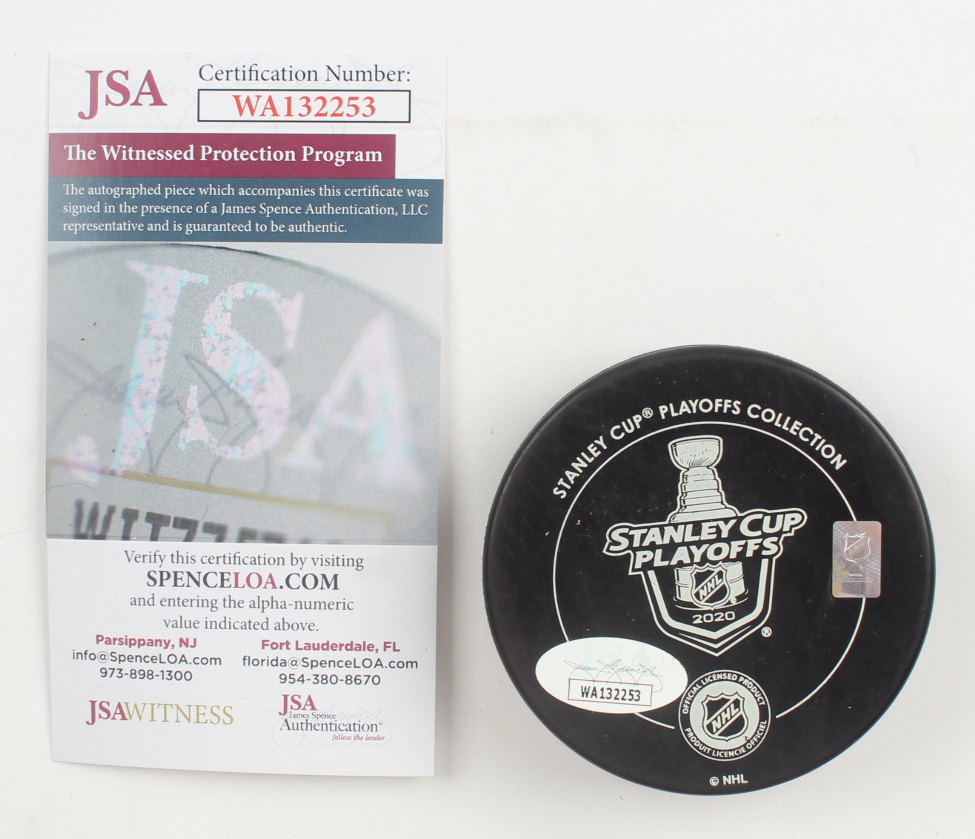 JSA
Certification Number:
WA132253
The Witnessed Protection Program
The autographed piece which accompanies this certificate was
signed in the presence of a James Spence Authentication, LLC
representative and is guaranteed to be authentic.
JSA
Verify this certification by visiting
SPENCELOA.COM
and entering the alpha-numeric
value indicated above.
Parsippany, NJ
info@SpenceLOA.com
973-898-1300
Fort Lauderdale, FL
florida@SpenceLOA.com
954-380-8670
JSAWITNESS
JSA
James Spence
Authentication
follow the leader
STANLEY CUP® PLAYOFFS COLLECTION
STANLEY CUP
PLAYOFFS
NHL
2020
®
WA132253
OFFICIAL LICENSED PRODUCT
NHL
PRODUIT LICENCIÉ OFFICIEL
© NHL